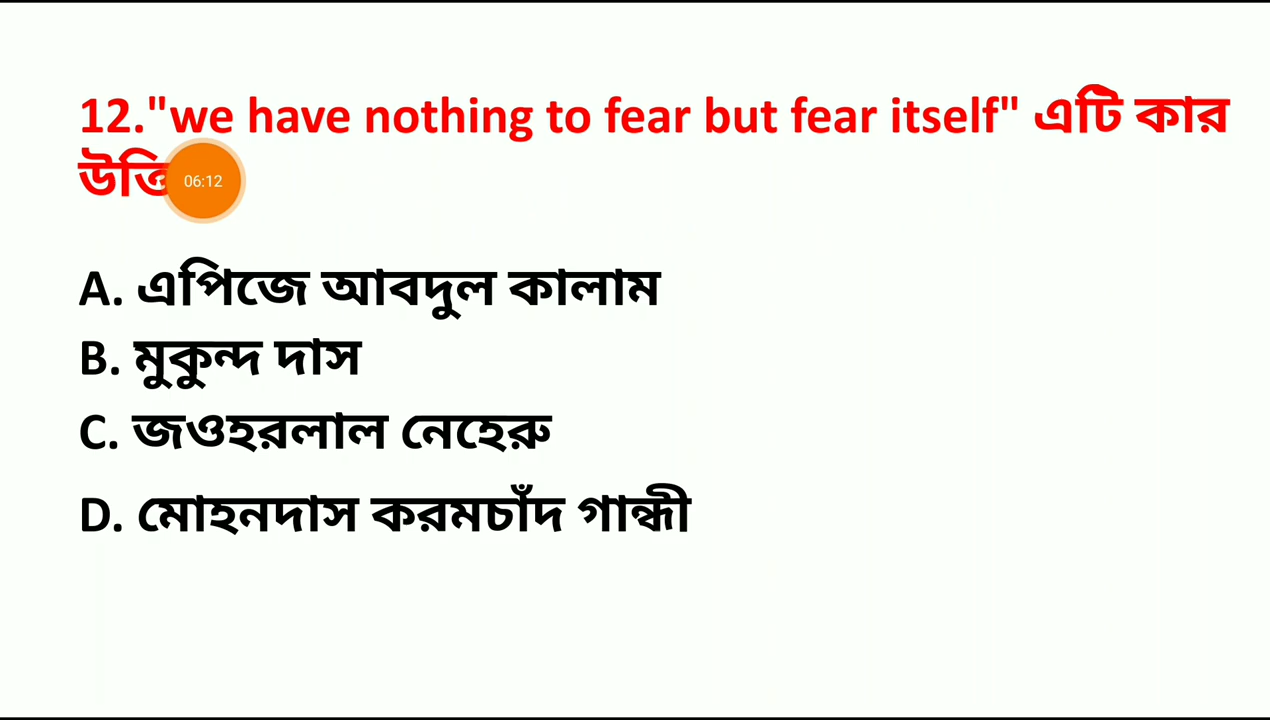 12."we have nothing to fear but fear itself" এটি কার
উক্তি
06:12
A. এপিজে আবদুল কালাম
B. মুকুন্দ দাস
C. জওহরলাল নেহেরু
D. মোহনদাস করমচাঁদ গান্ধী